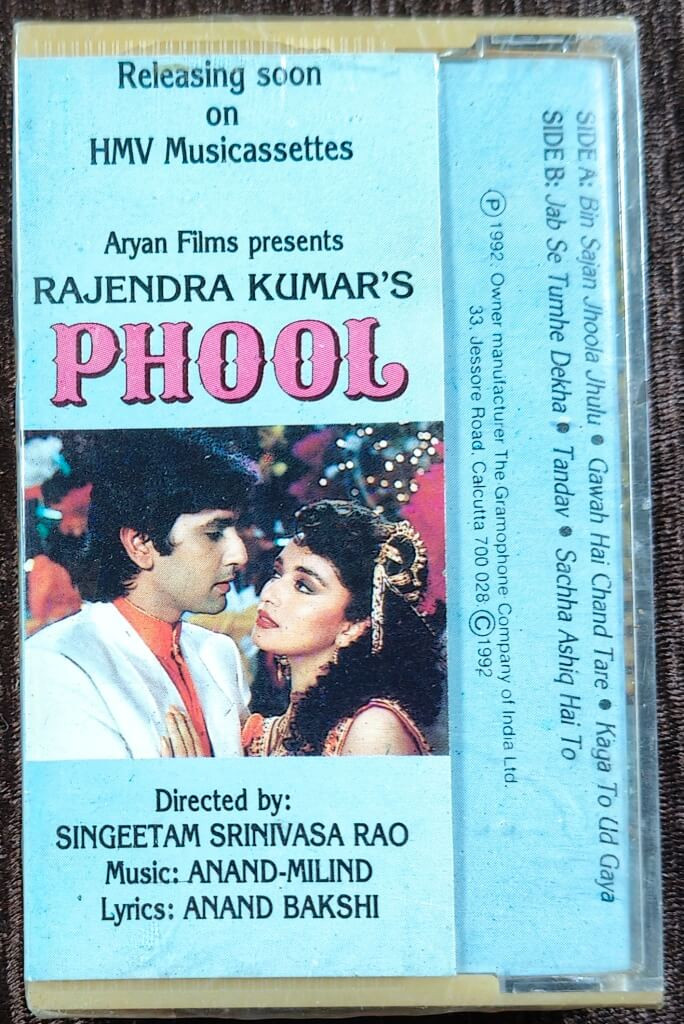 Releasing soon
on
HMV Musicassettes
Aryan Films presents
RAJENDRA KUMAR'S
PHOOL
Directed by:
SINGEETAM SRINIVASA RAO
Music: ANAND-MILIND
Lyrics: ANAND BAKSHI
SIDE A: Bin Sajan Jhoola Jhulu • Gawah Hai Chand Tare • Kaga To Ud Gaya
SIDE B: Jab Se Tumhe Dekha • Tandav • Sachha Ashiq Hai To
Ⓟ 1992. Owner manufacturer The Gramophone Company of India Ltd.
33, Jessore Road, Calcutta 700 028 © 1992